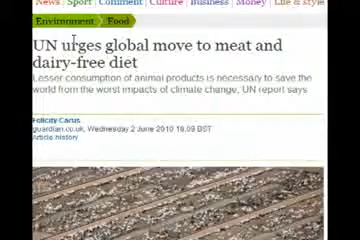 News Sport Comment Culture Business Money Life & style
Environment Food
UN urges global move to meat and
dairy-free diet
Lesser consumption of animal products is necessary to save the
world from the worst impacts of climate change, UN report says
Felicity Carus
guardian.co.uk, Wednesday 2 June 2010 18.09 BST
Article history